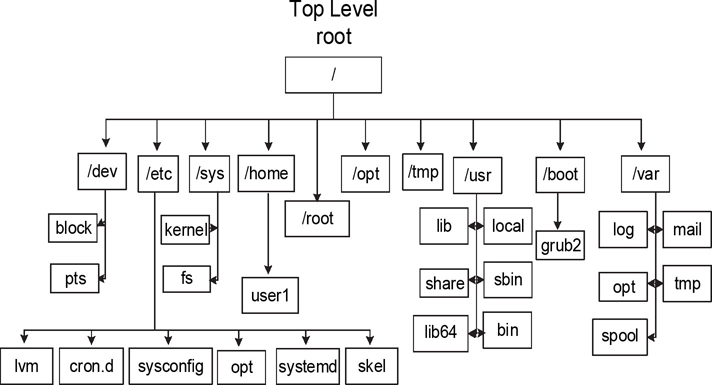 Top Level
root
/
/dev
/etc
/sys
/home
/root
/opt
/tmp
/usr
/boot
/var
block
pts
kernel
fs
user1
lib
local
share
sbin
lib64
bin
grub2
log
mail
opt
tmp
spool
lvm
cron.d
sysconfig
opt
systemd
skel